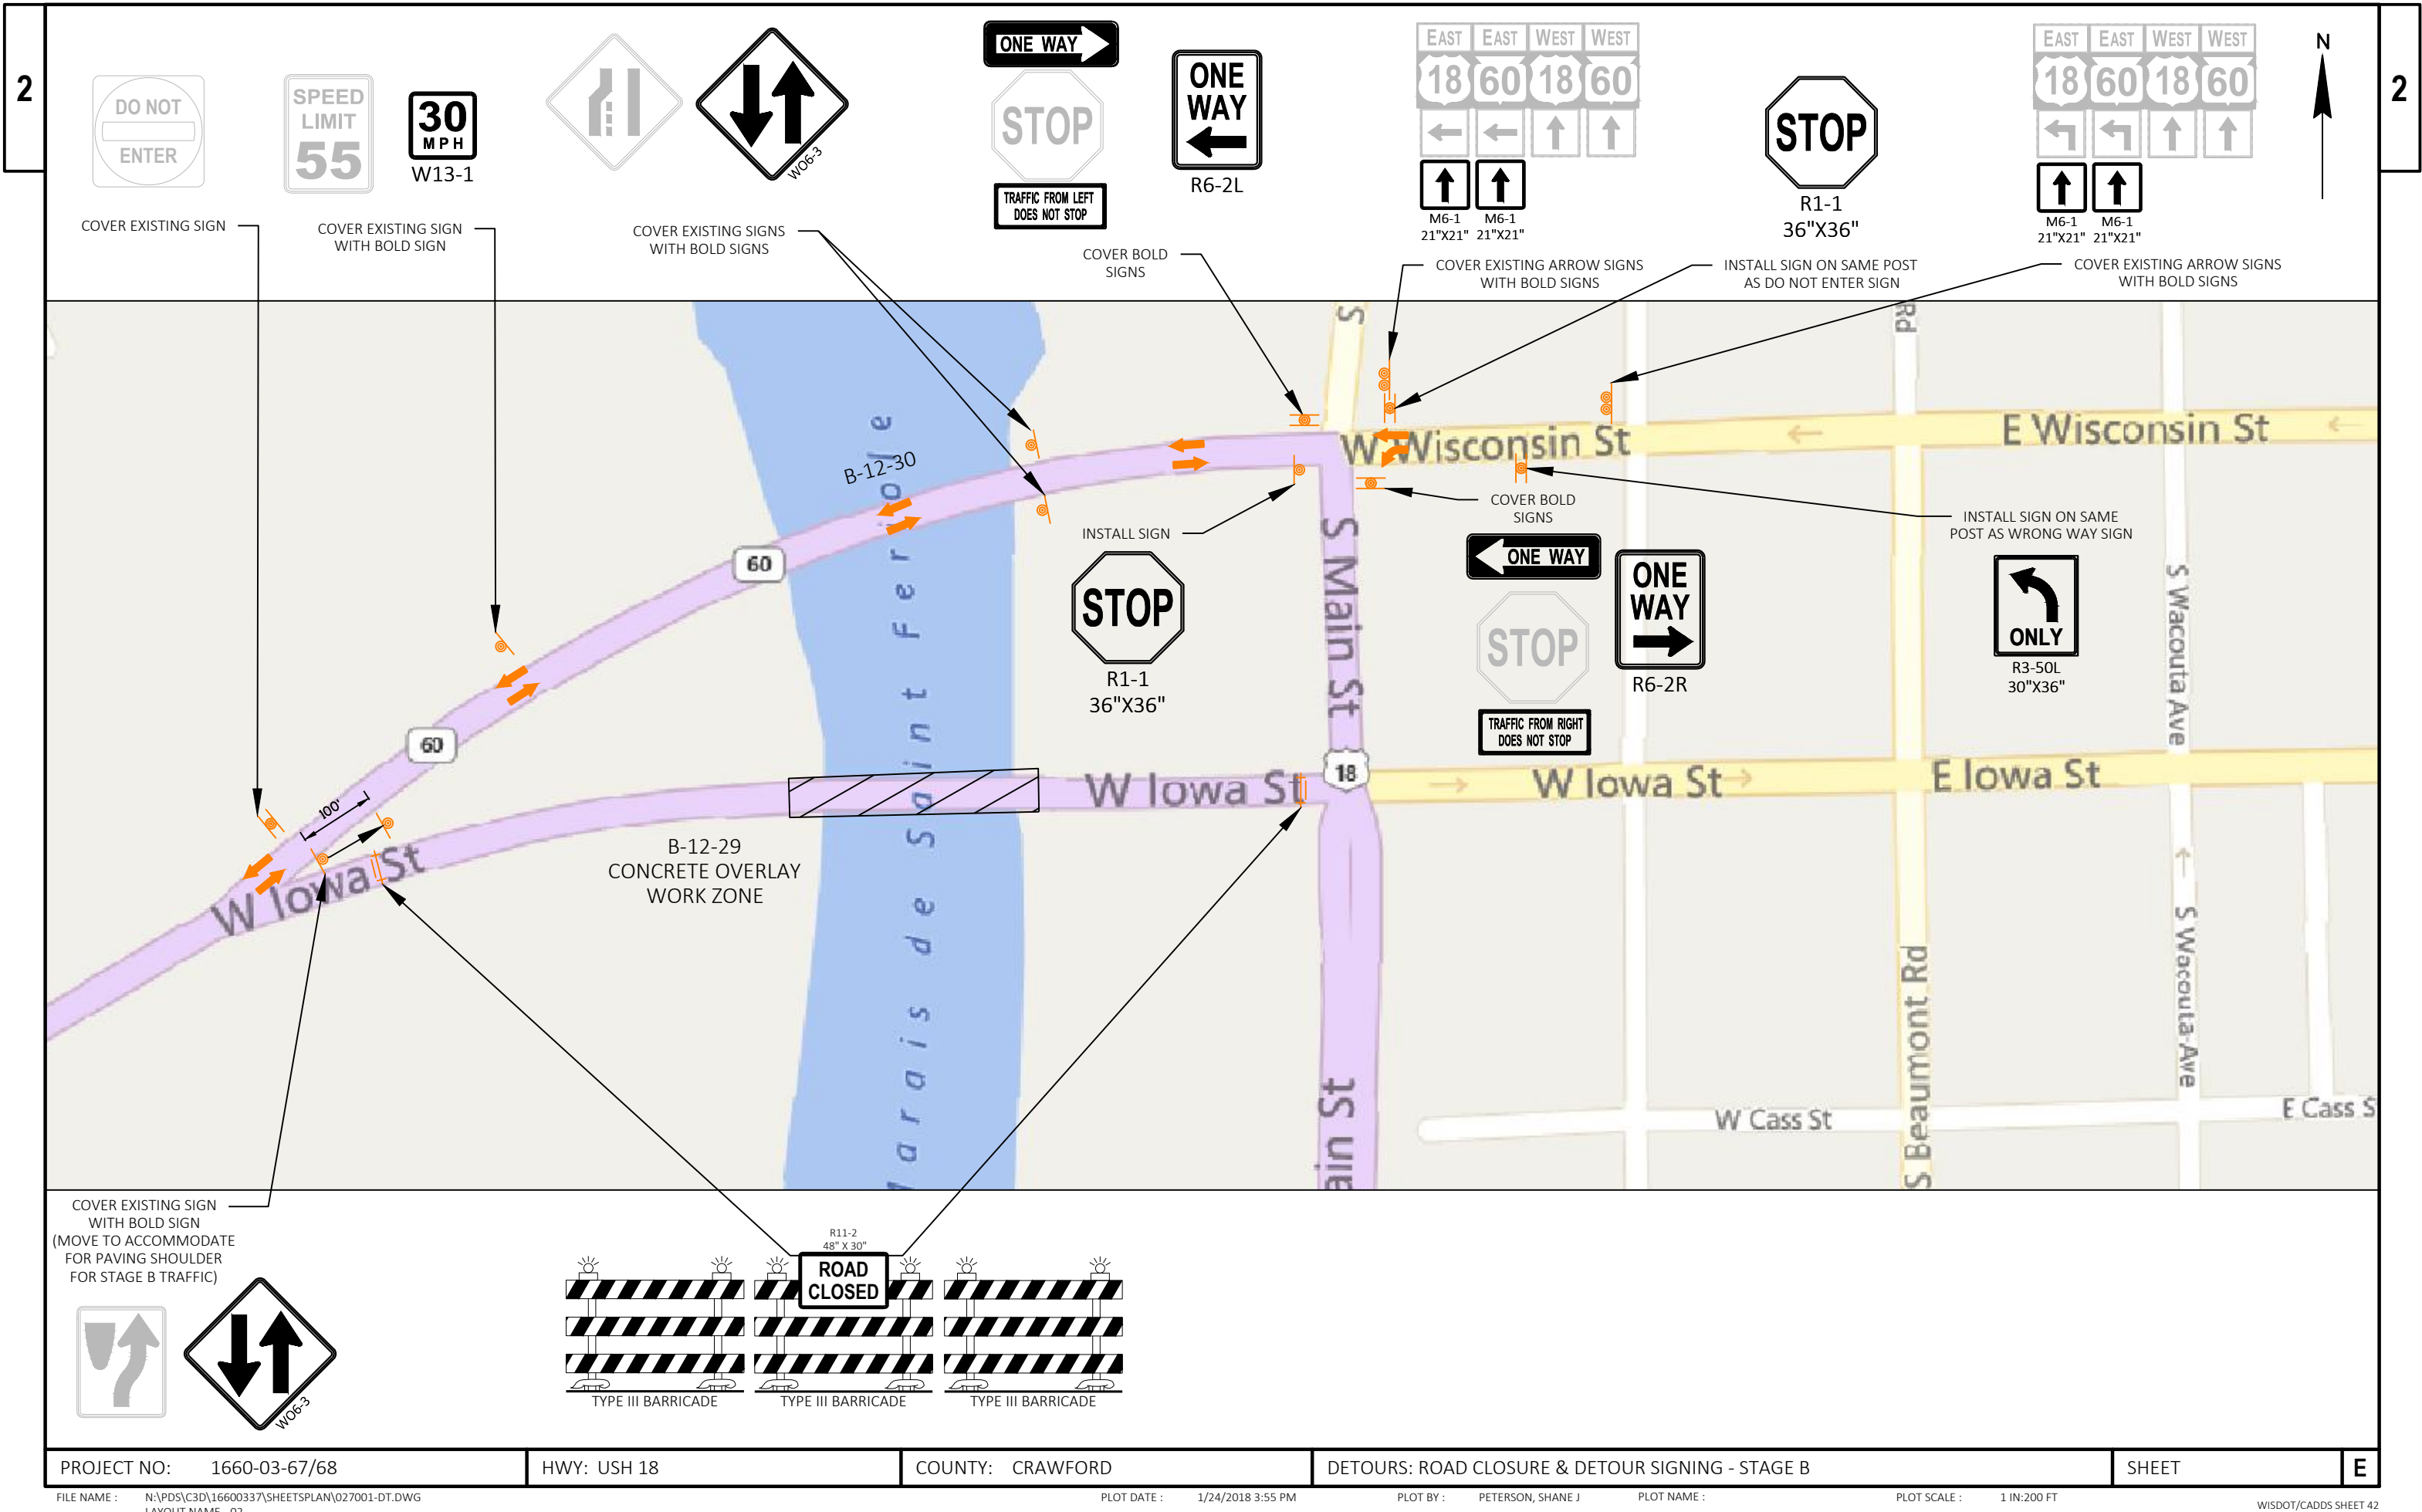 2
2
DO NOT
ENTER
COVER EXISTING SIGN
SPEED
LIMIT
55
30
MPH
W13-1
COVER EXISTING SIGN
WITH BOLD SIGN
WO6-3
COVER EXISTING SIGNS
WITH BOLD SIGNS
ONE WAY
STOP
TRAFFIC FROM LEFT
DOES NOT STOP
ONE
WAY
R6-2L
COVER BOLD
SIGNS
EAST EAST WEST WEST
18 60 18 60
M6-1 M6-1
21"X21" 21"X21"
COVER EXISTING ARROW SIGNS
WITH BOLD SIGNS
STOP
R1-1
36"X36"
INSTALL SIGN ON SAME POST
AS DO NOT ENTER SIGN
EAST EAST WEST WEST
18 60 18 60
M6-1 M6-1
21"X21" 21"X21"
COVER EXISTING ARROW SIGNS
WITH BOLD SIGNS
N
S
Rd
W Wisconsin St
E Wisconsin St
B-12-30
60
60
100'
INSTALL SIGN
STOP
R1-1
36"X36"
S Main St
COVER BOLD
SIGNS
ONE WAY
STOP
TRAFFIC FROM RIGHT
DOES NOT STOP
ONE
WAY
R6-2R
INSTALL SIGN ON SAME
POST AS WRONG WAY SIGN
ONLY
R3-50L
30"X36"
S Wacouta Ave
W Iowa St
18
W Iowa St
E Iowa St
W Iowa St
B-12-29
CONCRETE OVERLAY
WORK ZONE
Marais de Saint Feriole
ain St
S Beaumont Rd
S Wacouta Ave
W Cass St
E Cass S
COVER EXISTING SIGN
WITH BOLD SIGN
(MOVE TO ACCOMMODATE
FOR PAVING SHOULDER
FOR STAGE B TRAFFIC)
WO6-3
R11-2
48" X 30"
ROAD
CLOSED
TYPE III BARRICADE TYPE III BARRICADE TYPE III BARRICADE
PROJECT NO: 1660-03-67/68 HWY: USH 18 COUNTY: CRAWFORD DETOURS: ROAD CLOSURE & DETOUR SIGNING - STAGE B SHEET E
FILE NAME : N:\PDS\C3D\16600337\SHEETSPLAN\027001-DT.DWG PLOT DATE : 1/24/2018 3:55 PM PLOT BY : PETERSON, SHANE J PLOT NAME : PLOT SCALE : 1 IN:200 FT WISDOT/CADDS SHEET 42
LAYOUT NAME - 02